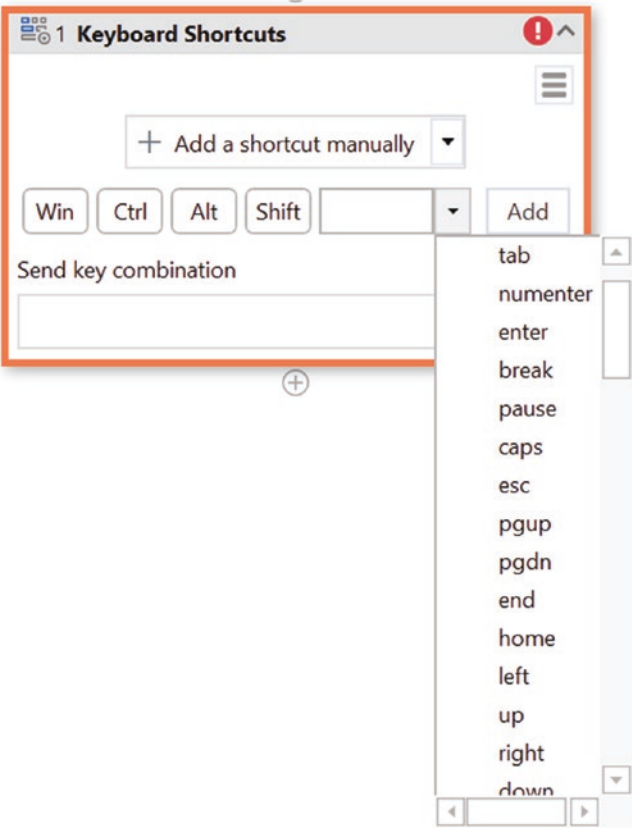 1 Keyboard Shortcuts
+ Add a shortcut manually
Win Ctrl Alt Shift Add
Send key combination
tab
numenter
enter
break
pause
caps
esc
pgup
pgdn
end
home
left
up
right
down